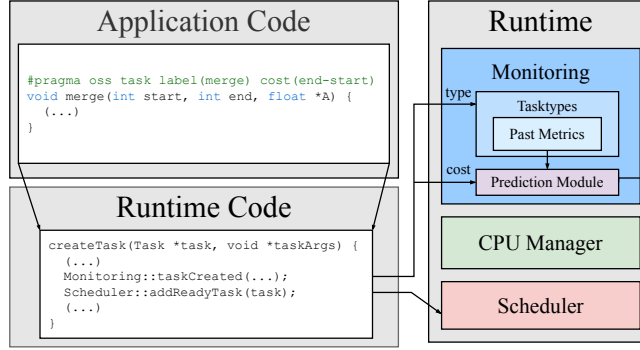 Application Code
#pragma oss task label(merge) cost(end-start)
void merge(int start, int end, float *A) {
(...)
}
Runtime Code
createTask(Task *task, void *taskArgs) {
(...)
Monitoring::taskCreated(...);
Scheduler::addReadyTask(task);
(...)
}
Runtime
Monitoring
type
Tasktypes
Past Metrics
cost
Prediction Module
CPU Manager
Scheduler